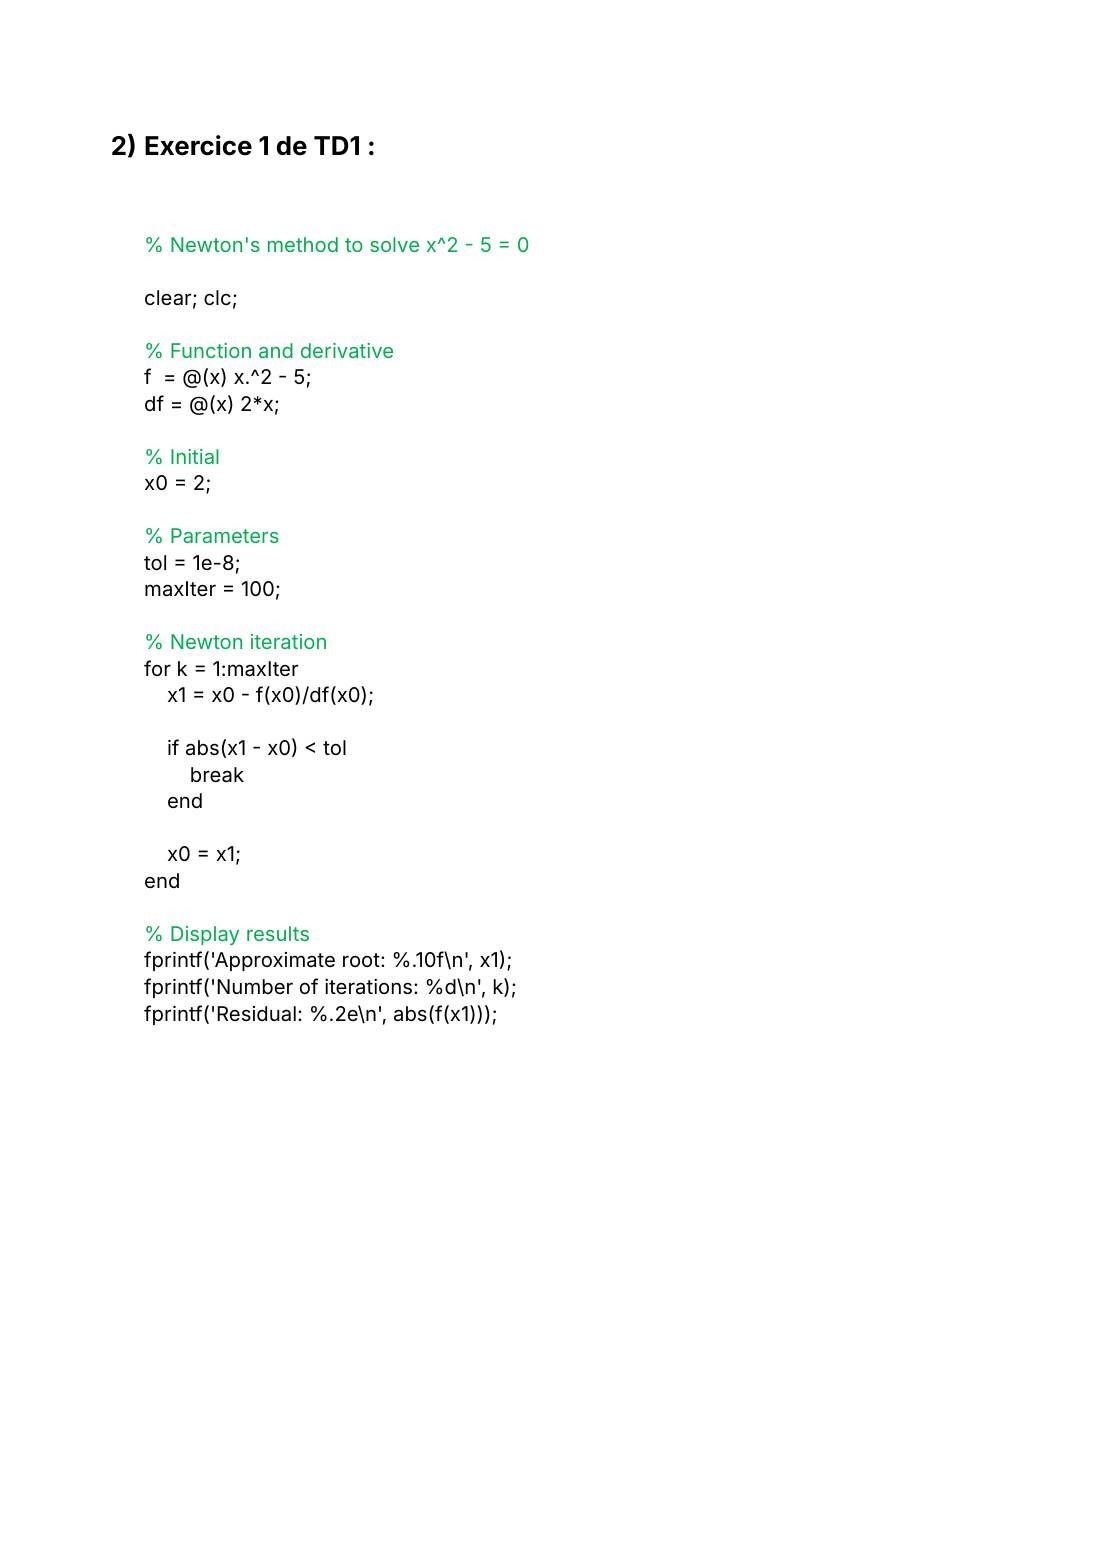 2) Exercice 1 de TD1 :
% Newton's method to solve x^2 - 5 = 0
clear; clc;
% Function and derivative
f  = @(x) x.^2 - 5;
df = @(x) 2*x;
% Initial
x0 = 2;
% Parameters
tol = 1e-8;
maxIter = 100;
% Newton iteration
for k = 1:maxIter
    x1 = x0 - f(x0)/df(x0);
    if abs(x1 - x0) < tol
        break
    end
    x0 = x1;
end
% Display results
fprintf('Approximate root: %.10f\n', x1);
fprintf('Number of iterations: %d\n', k);
fprintf('Residual: %.2e\n', abs(f(x1)));